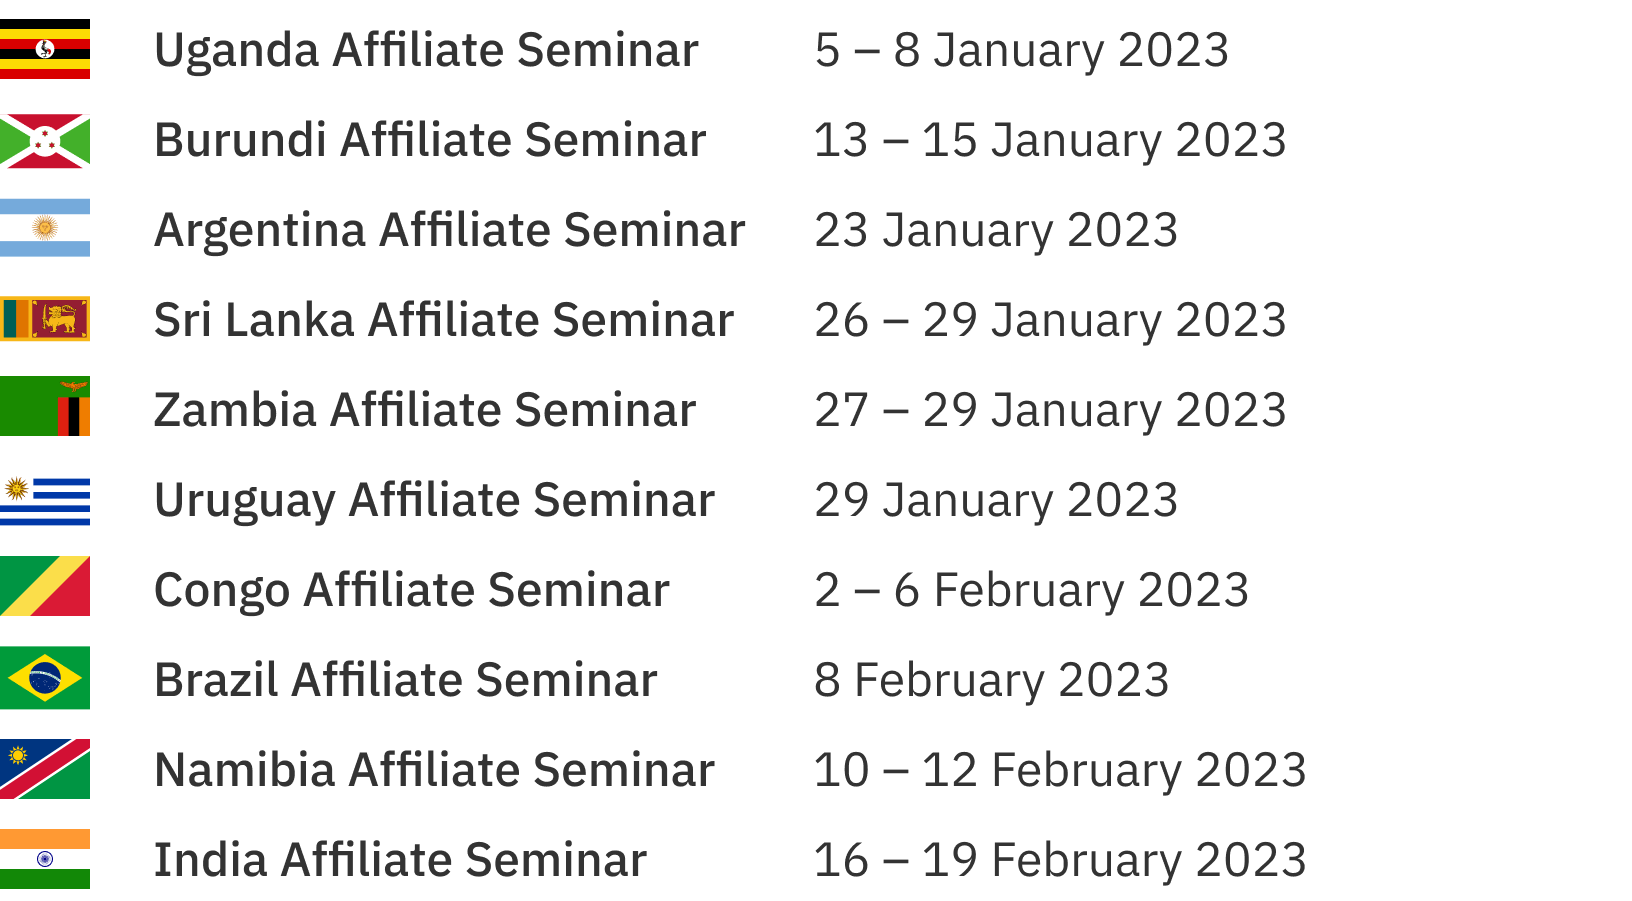 Uganda Affiliate Seminar 5 – 8 January 2023
Burundi Affiliate Seminar 13 – 15 January 2023
Argentina Affiliate Seminar 23 January 2023
Sri Lanka Affiliate Seminar 26 – 29 January 2023
Zambia Affiliate Seminar 27 – 29 January 2023
Uruguay Affiliate Seminar 29 January 2023
Congo Affiliate Seminar 2 – 6 February 2023
Brazil Affiliate Seminar 8 February 2023
Namibia Affiliate Seminar 10 – 12 February 2023
India Affiliate Seminar 16 – 19 February 2023